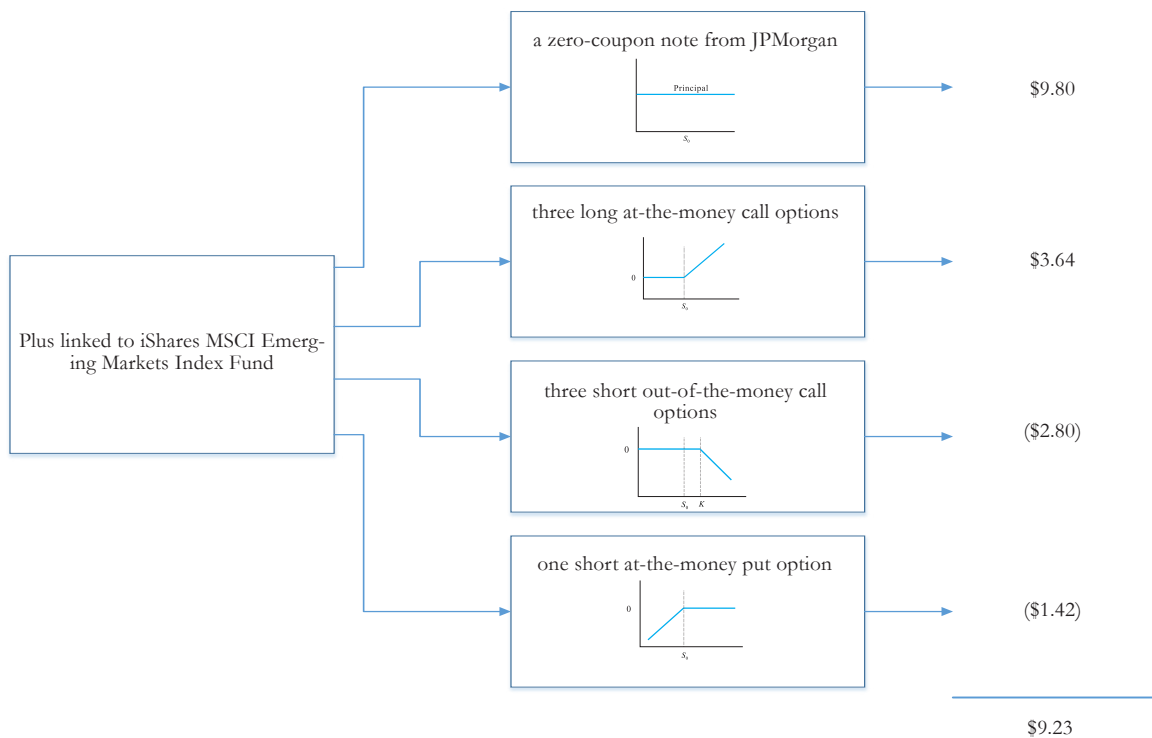 a zero-coupon note from JPMorgan
Principal
S₀
$9.80
three long at-the-money call options
0
S₀
$3.64
Plus linked to iShares MSCI Emerg-
ing Markets Index Fund
three short out-of-the-money call
options
0
S₀ K
($2.80)
one short at-the-money put option
0
S₀
($1.42)
$9.23